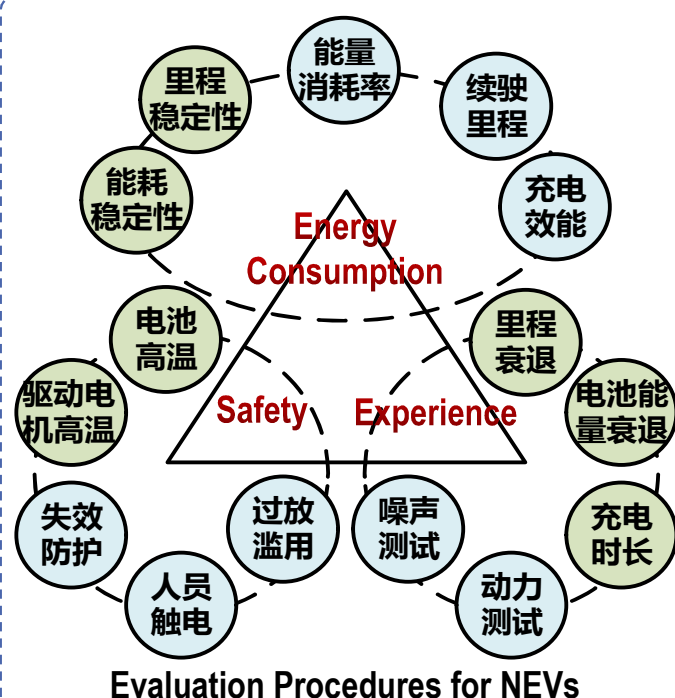 能量
消耗率
里程
稳定性
续驶
里程
能耗
稳定性
充电
效能
Energy
Consumption
电池
高温
里程
衰退
驱动电
机高温
Safety
Experience
电池能
量衰退
失效
防护
过放
滥用
噪声
测试
充电
时长
人员
触电
动力
测试
Evaluation Procedures for NEVs